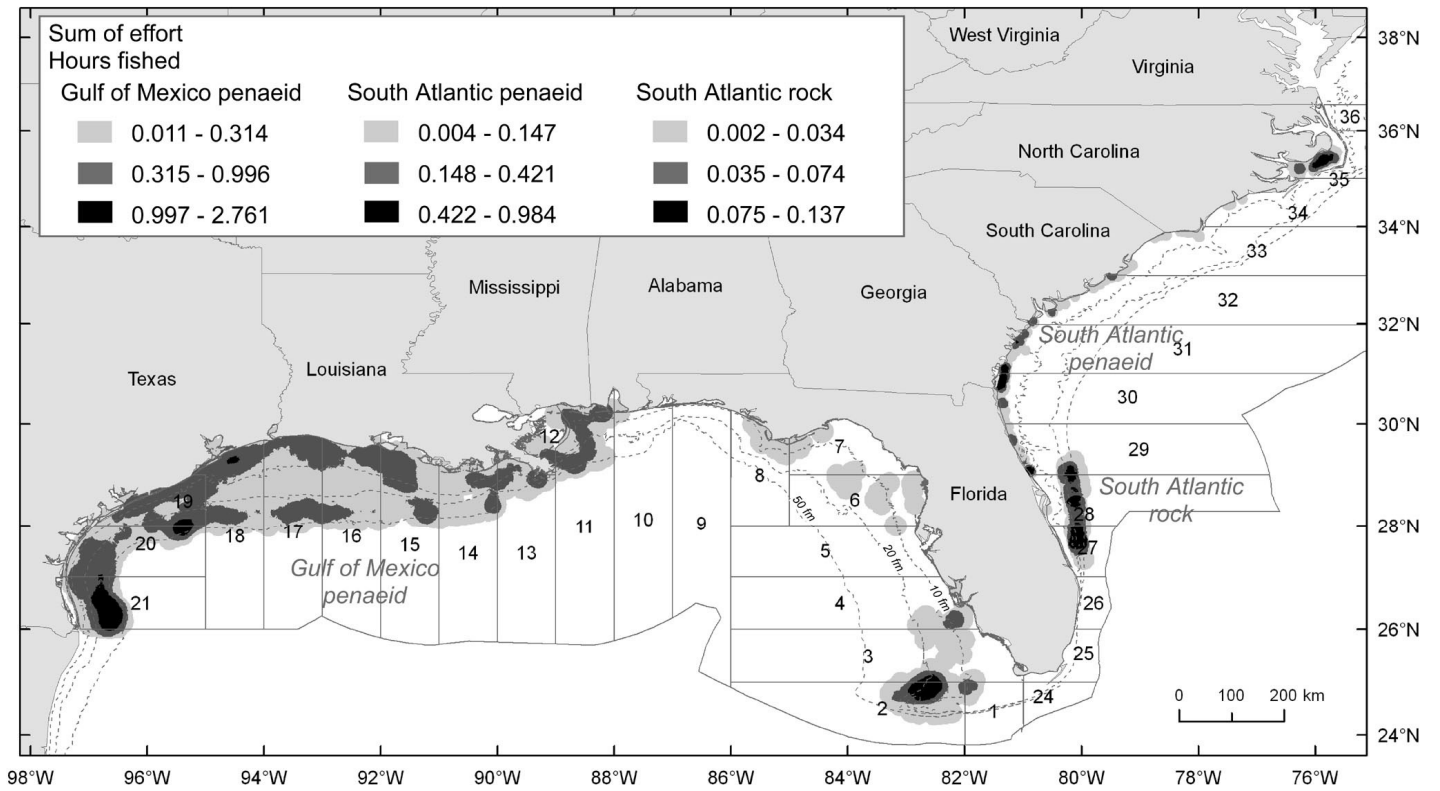 Sum of effort
Hours fished
Gulf of Mexico penaeid South Atlantic penaeid South Atlantic rock
0.011 - 0.314 0.004 - 0.147 0.002 - 0.034
0.315 - 0.996 0.148 - 0.421 0.035 - 0.074
0.997 - 2.761 0.422 - 0.984 0.075 - 0.137
West Virginia
Virginia
North Carolina
South Carolina
Mississippi
Alabama
Georgia
Louisiana
Texas
Florida
38°N
36°N
34°N
32°N
30°N
28°N
26°N
24°N
36
35
34
33
32
South Atlantic
penaeid
31
30
29
South Atlantic
rock
28
27
26
25
24
1
2
3
4
5
6
7
8
9
10
11
12
13
14
15
16
17
18
19
20
21
Gulf of Mexico
penaeid
50 fm
20 fm
10 fm
0 100 200 km
98°W 96°W 94°W 92°W 90°W 88°W 86°W 84°W 82°W 80°W 78°W 76°W